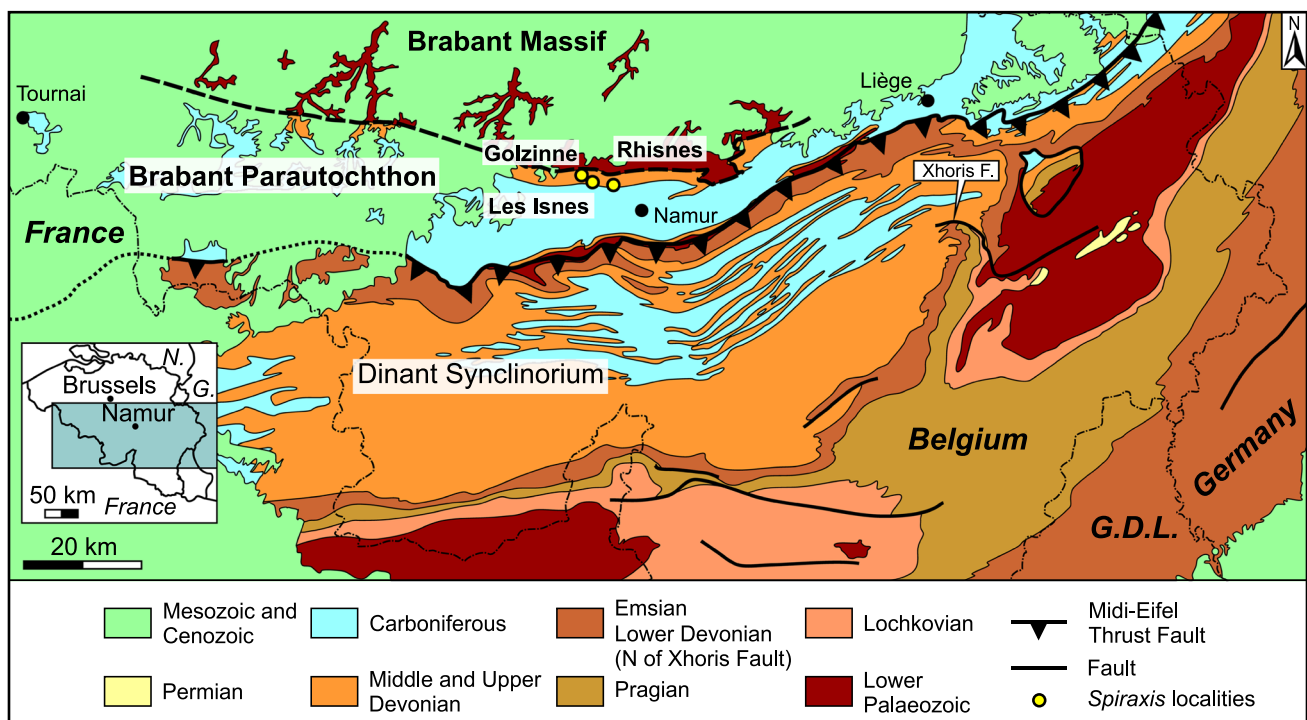 Brabant Massif
N
Tournai
Liège
Golzinne
Rhisnes
Brabant Parautochthon
Xhoris F.
Les Isnes
Namur
France
Dinant Synclinorium
N.
Brussels
G.
Namur
50 km
France
20 km
Belgium
Germany
G.D.L.
Mesozoic and
Cenozoic
Carboniferous
Emsian
Lower Devonian
(N of Xhoris Fault)
Lochkovian
Midi-Eifel
Thrust Fault
Fault
Permian
Middle and Upper
Devonian
Pragian
Lower
Palaeozoic
Spiraxis localities